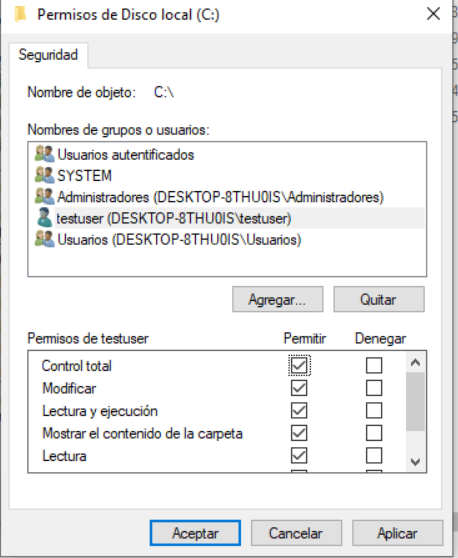 Permisos de Disco local (C:)
Seguridad
Nombre de objeto: C:\
Nombres de grupos o usuarios:
Usuarios autentificados
SYSTEM
Administradores (DESKTOP-8THU0IS\Administradores)
testuser (DESKTOP-8THU0IS\testuser)
Usuarios (DESKTOP-8THU0IS\Usuarios)
Agregar... Quitar
Permisos de testuser Permitir Denegar
Control total
Modificar
Lectura y ejecución
Mostrar el contenido de la carpeta
Lectura
Aceptar Cancelar Aplicar